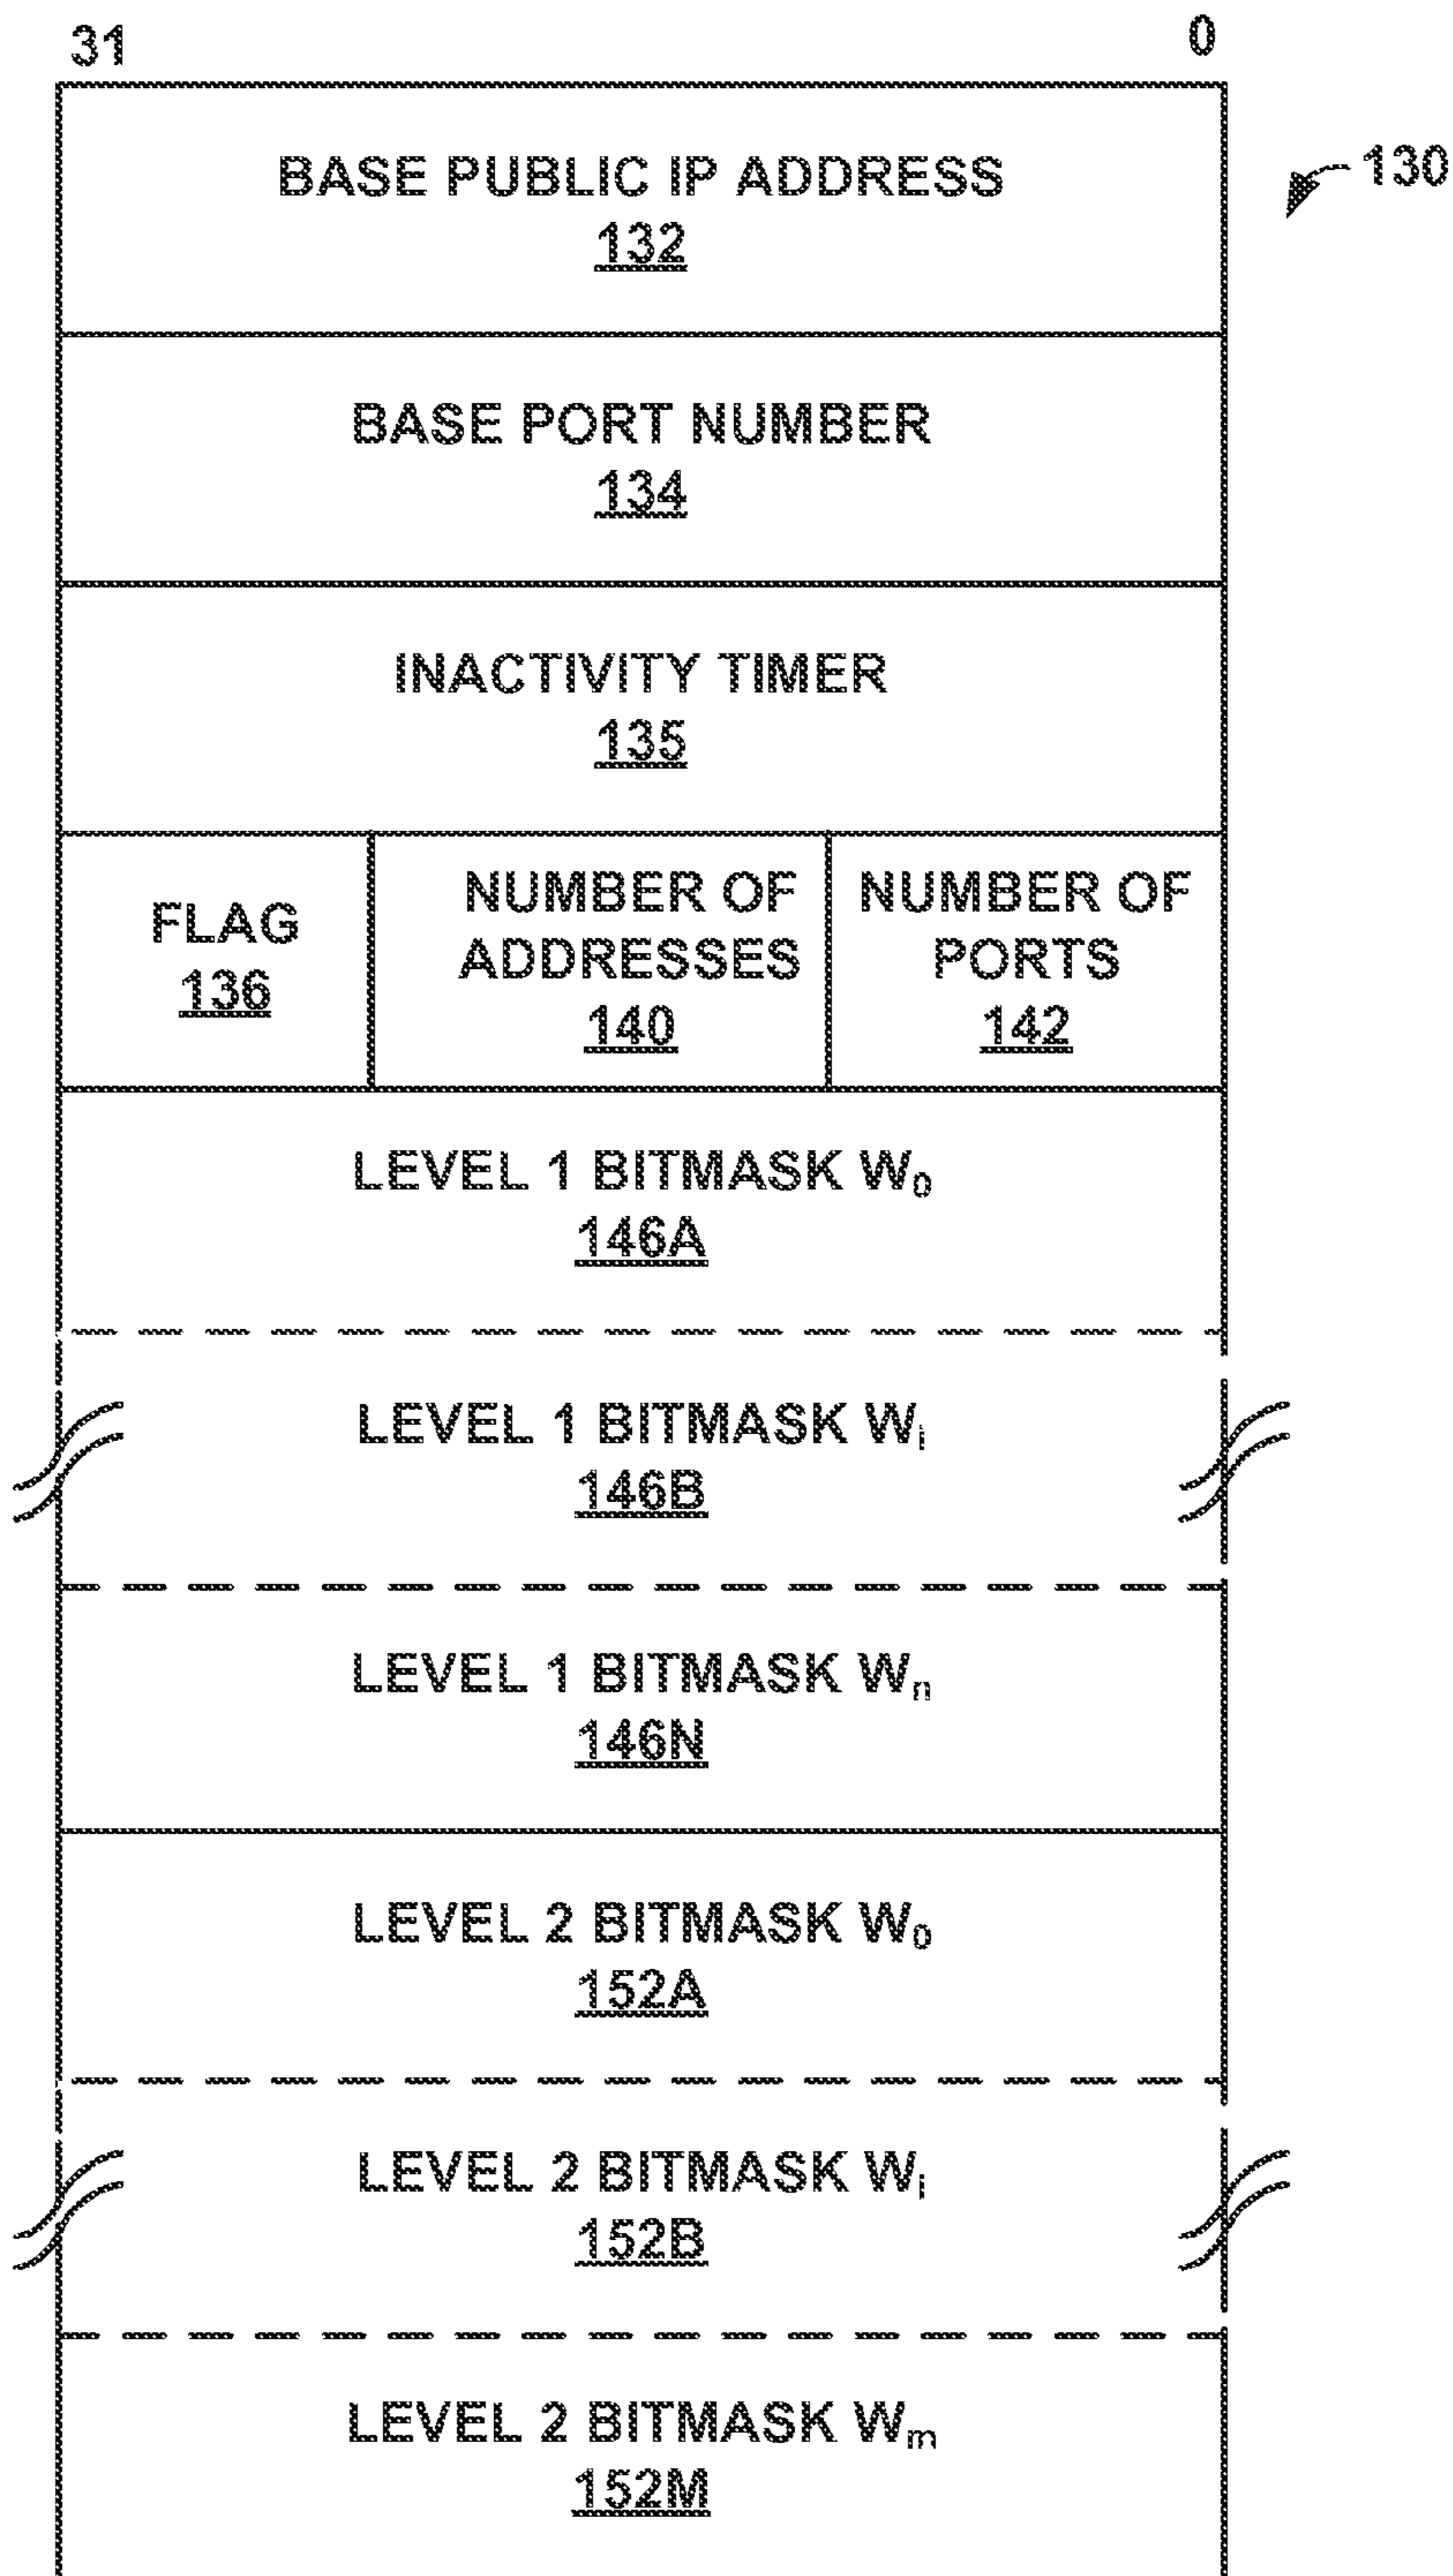 31 0
130
BASE PUBLIC IP ADDRESS
132
BASE PORT NUMBER
134
INACTIVITY TIMER
135
FLAG
136
NUMBER OF
ADDRESSES
140
NUMBER OF
PORTS
142
LEVEL 1 BITMASK W0
146A
LEVEL 1 BITMASK Wi
146B
LEVEL 1 BITMASK Wn
146N
LEVEL 2 BITMASK W0
152A
LEVEL 2 BITMASK Wi
152B
LEVEL 2 BITMASK Wm
152M